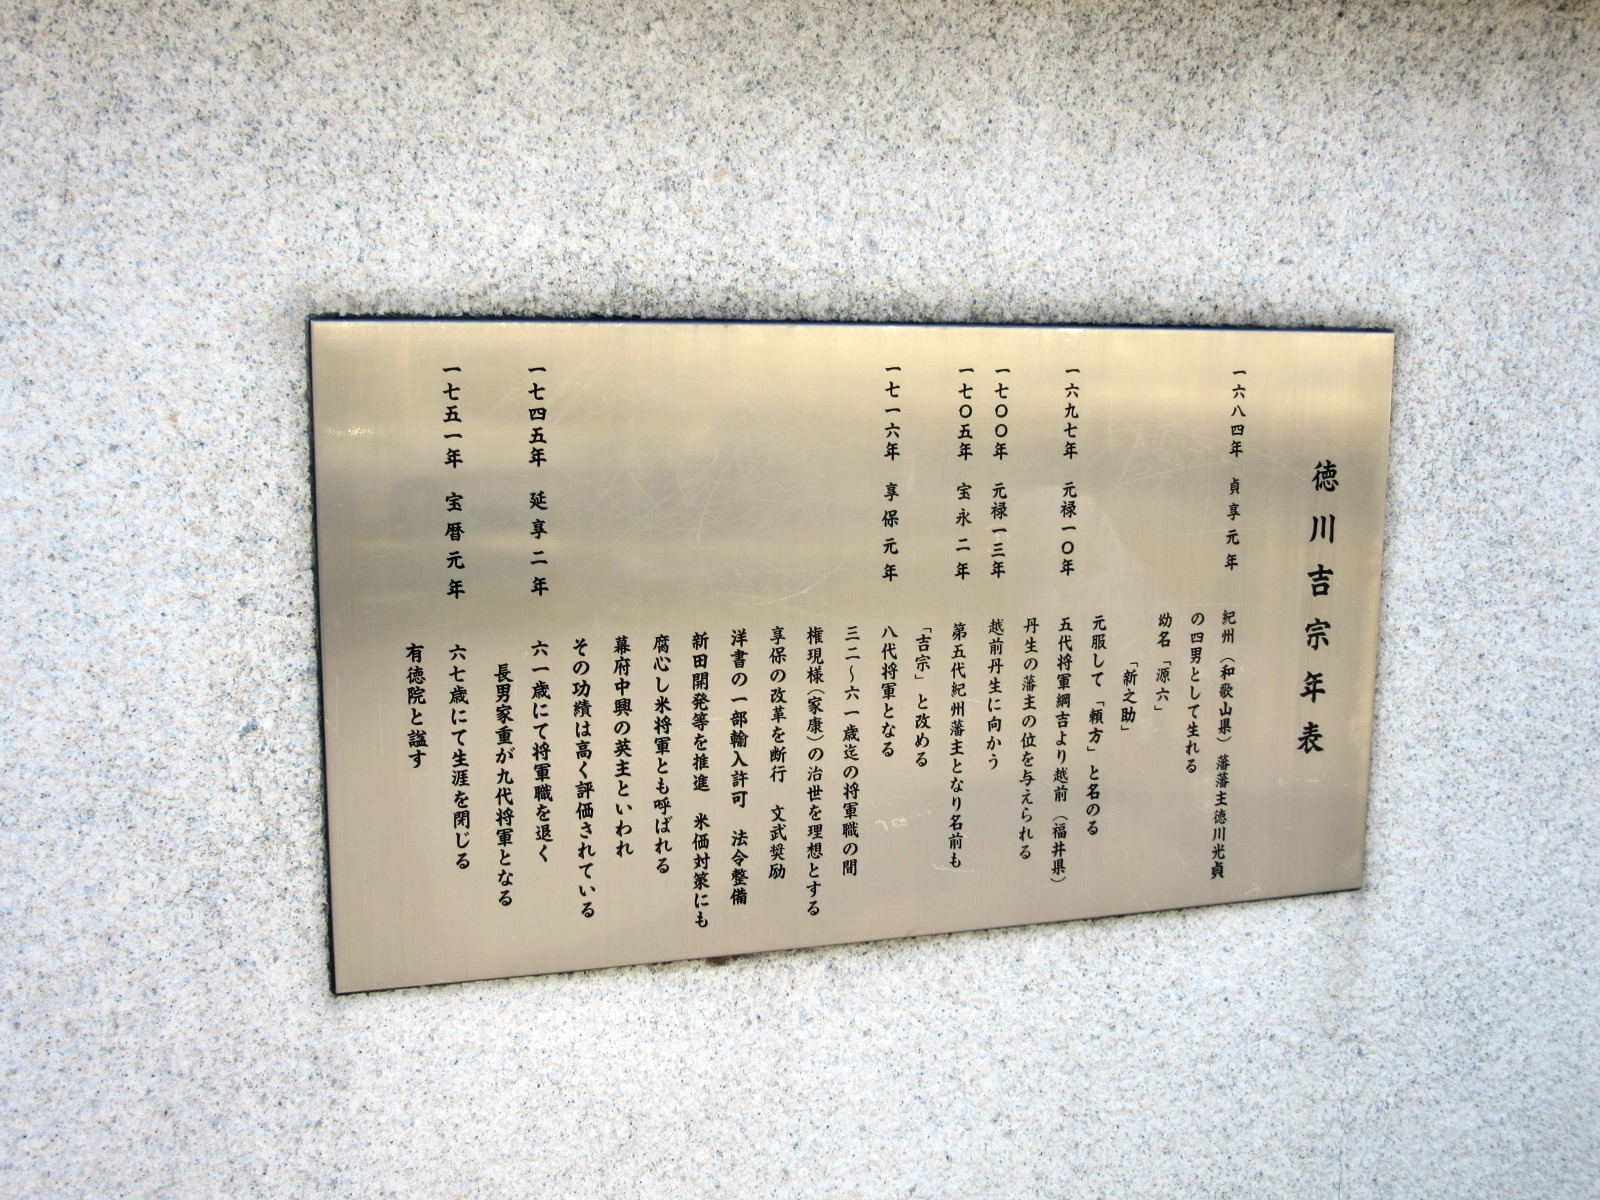 徳川吉宗年表
一六八四年 貞享元年 紀州（和歌山県）藩藩主徳川光貞
の四男として生れる
幼名「源六」
「新之助」
元服して「頼方」と名のる
一六九七年 元禄一〇年 五代将軍綱吉より越前（福井県）
丹生の藩主の位を与えられる
一七〇〇年 元禄一三年 越前丹生に向かう
一七〇五年 宝永二年 第五代紀州藩主となり名前も
「吉宗」と改める
一七一六年 享保元年 八代将軍となる
三二～六一歳迄の将軍職の間
権現様（家康）の治世を理想とする
享保の改革を断行 文武奨励
洋書の一部輸入許可 法令整備
新田開発等を推進 米価対策にも
腐心し米将軍とも呼ばれる
幕府中興の英主といわれ
その功績は高く評価されている
一七四五年 延享二年 六一歳にて将軍職を退く
長男家重が九代将軍となる
一七五一年 宝暦元年 六七歳にて生涯を閉じる
有徳院と謚す